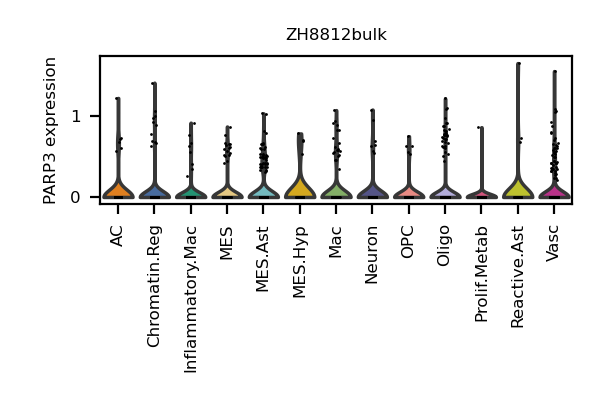 ZH8812bulk
PARP3 expression
1
0
AC
Chromatin.Reg
Inflammatory.Mac
MES
MES.Ast
MES.Hyp
Mac
Neuron
OPC
Oligo
Prolif.Metab
Reactive.Ast
Vasc